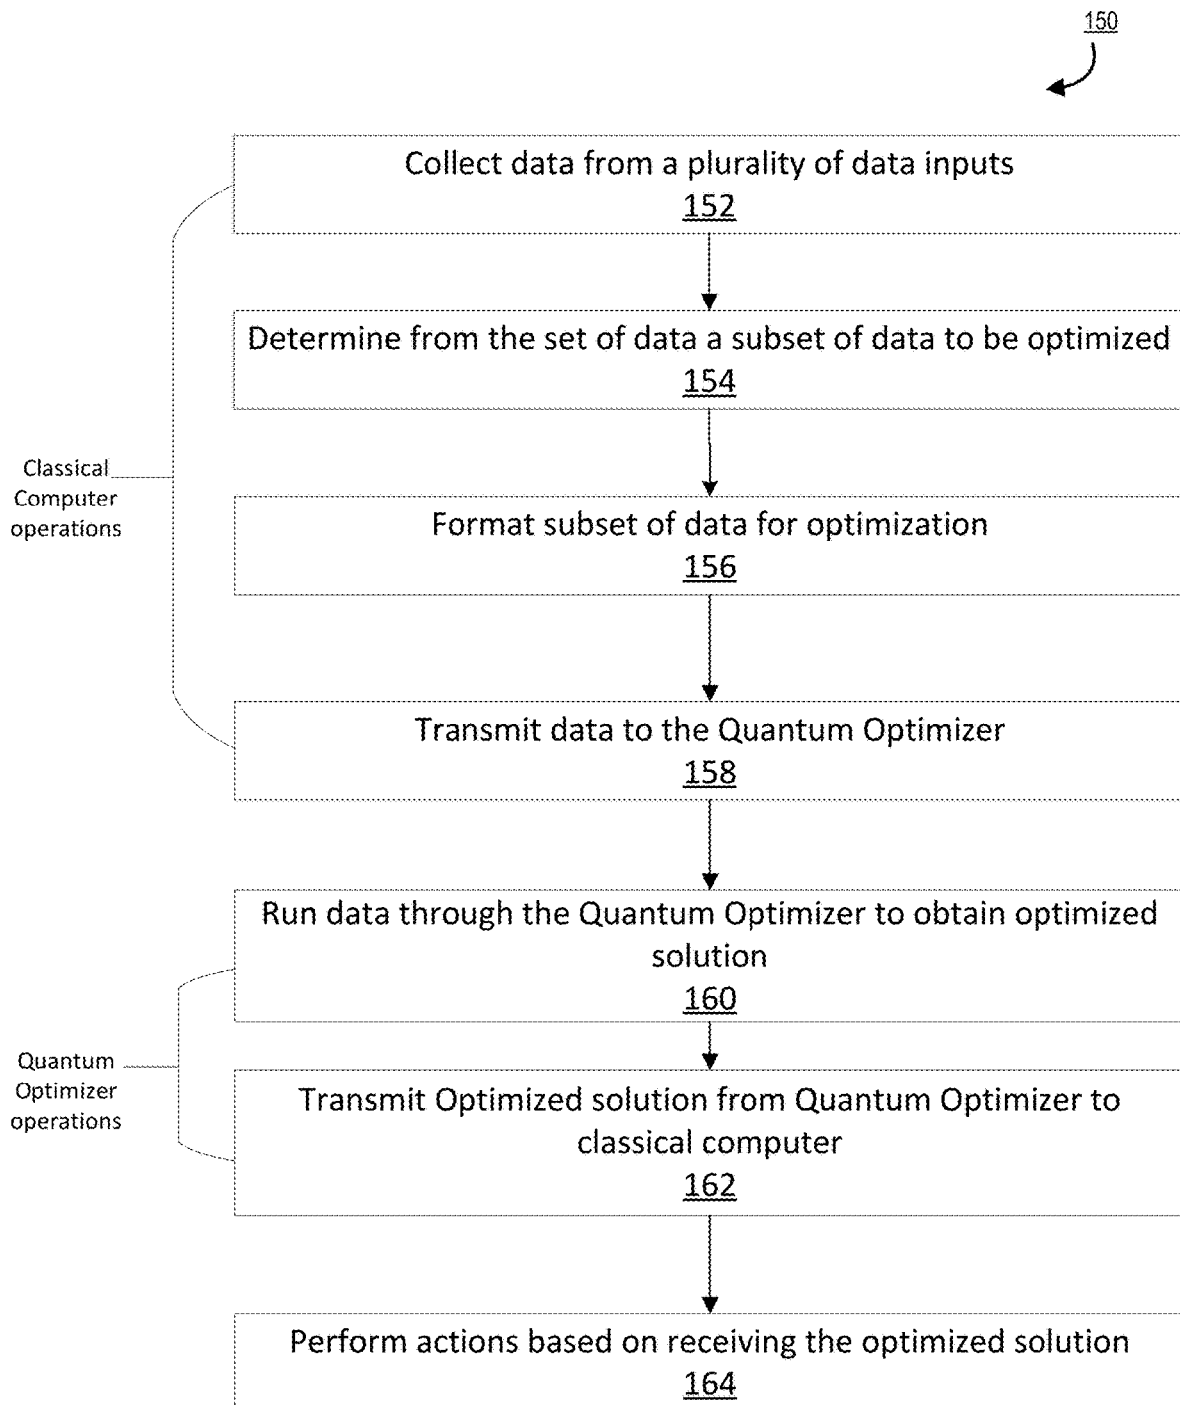 150
Collect data from a plurality of data inputs
152
Determine from the set of data a subset of data to be optimized
154
Classical
Computer
operations
Format subset of data for optimization
156
Transmit data to the Quantum Optimizer
158
Run data through the Quantum Optimizer to obtain optimized
solution
160
Quantum
Optimizer
operations
Transmit Optimized solution from Quantum Optimizer to
classical computer
162
Perform actions based on receiving the optimized solution
164